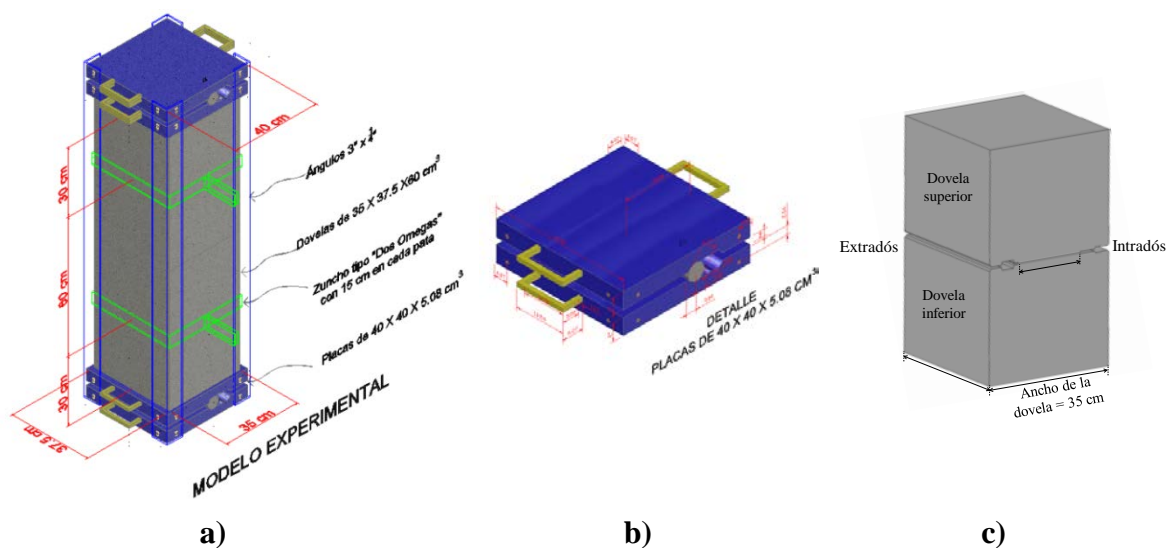 40 cm
30 cm
60 cm
30 cm
37.5 cm
35 cm
Ángulos 3" x 3/4"
Dovelas de 35 X 37.5 X60 cm³
Zuncho tipo "Dos Omegas"
con 15 cm en cada pata
Placas de 40 X 40 X 5.08 cm³
MODELO EXPERIMENTAL
DETALLE
PLACAS DE 40 X 40 X 5.08 CM³
Dovela
superior
Extradós
Intradós
Dovela
inferior
Ancho de la
dovela = 35 cm
a)
b)
c)